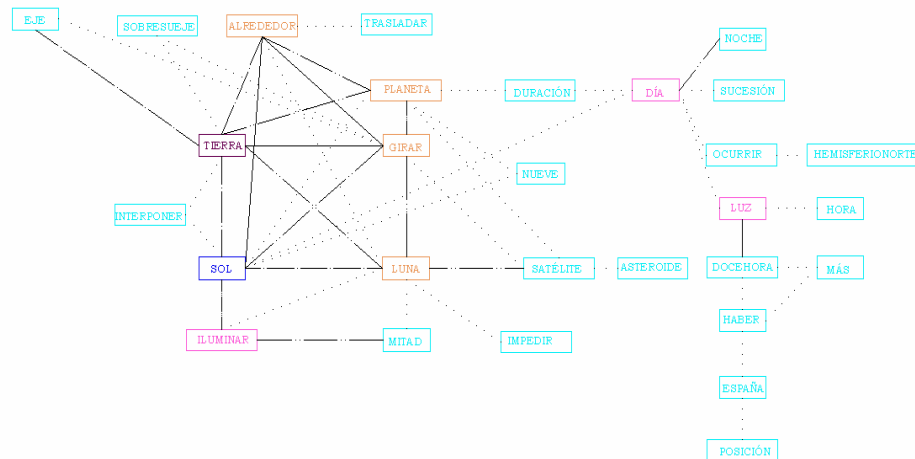 EJE
SOBRESUEJE
ALREDEDOR
TRASLADAR
NOCHE
PLANETA
DURACIÓN
DÍA
SUCESIÓN
TIERRA
GIRAR
OCURRIR
HEMISFERIONORTE
NUEVE
INTERPONER
LUZ
HORA
SOL
LUNA
SATÉLITE
ASTEROIDE
DOCEHORA
MÁS
HABER
ILUMINAR
MITAD
IMPEDIR
ESPAÑA
POSICIÓN